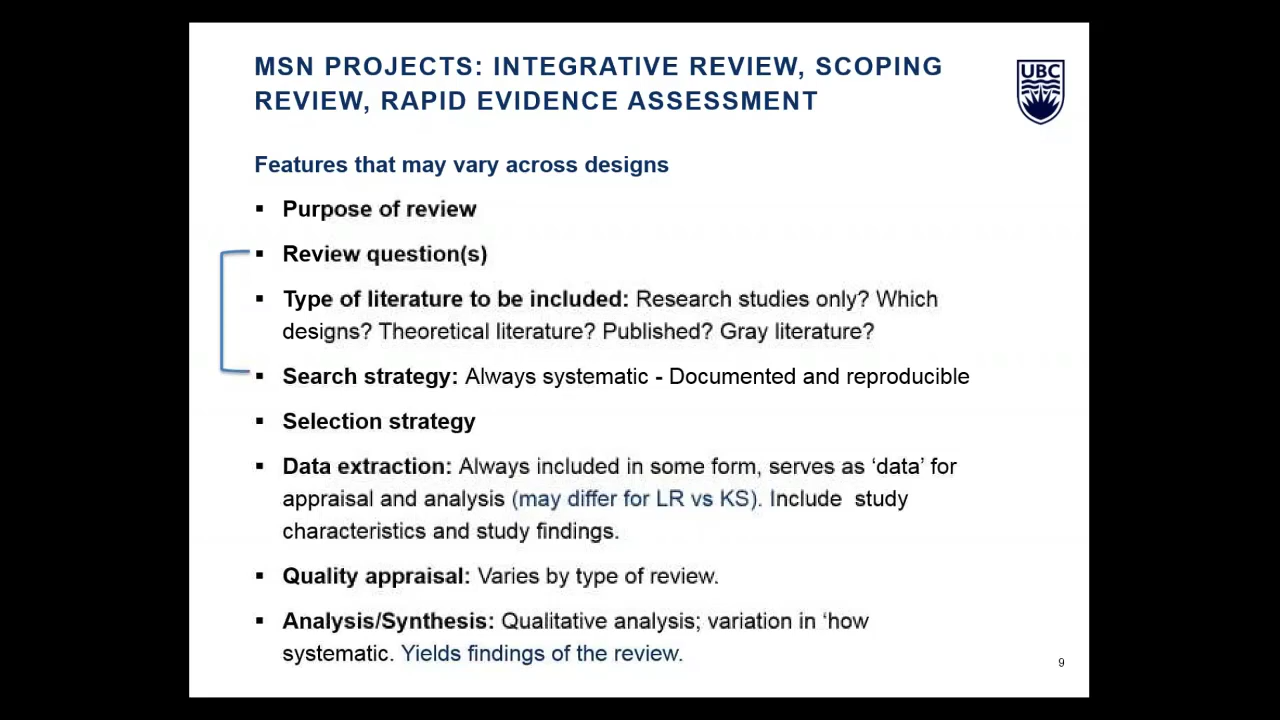 MSN PROJECTS: INTEGRATIVE REVIEW, SCOPING
REVIEW, RAPID EVIDENCE ASSESSMENT
UBC
Features that may vary across designs
▪ Purpose of review
▪ Review question(s)
▪ Type of literature to be included: Research studies only? Which
designs? Theoretical literature? Published? Gray literature?
▪ Search strategy: Always systematic - Documented and reproducible
▪ Selection strategy
▪ Data extraction: Always included in some form, serves as ‘data’ for
appraisal and analysis (may differ for LR vs KS). Include  study
characteristics and study findings.
▪ Quality appraisal: Varies by type of review.
▪ Analysis/Synthesis: Qualitative analysis; variation in ‘how
systematic. Yields findings of the review.
9